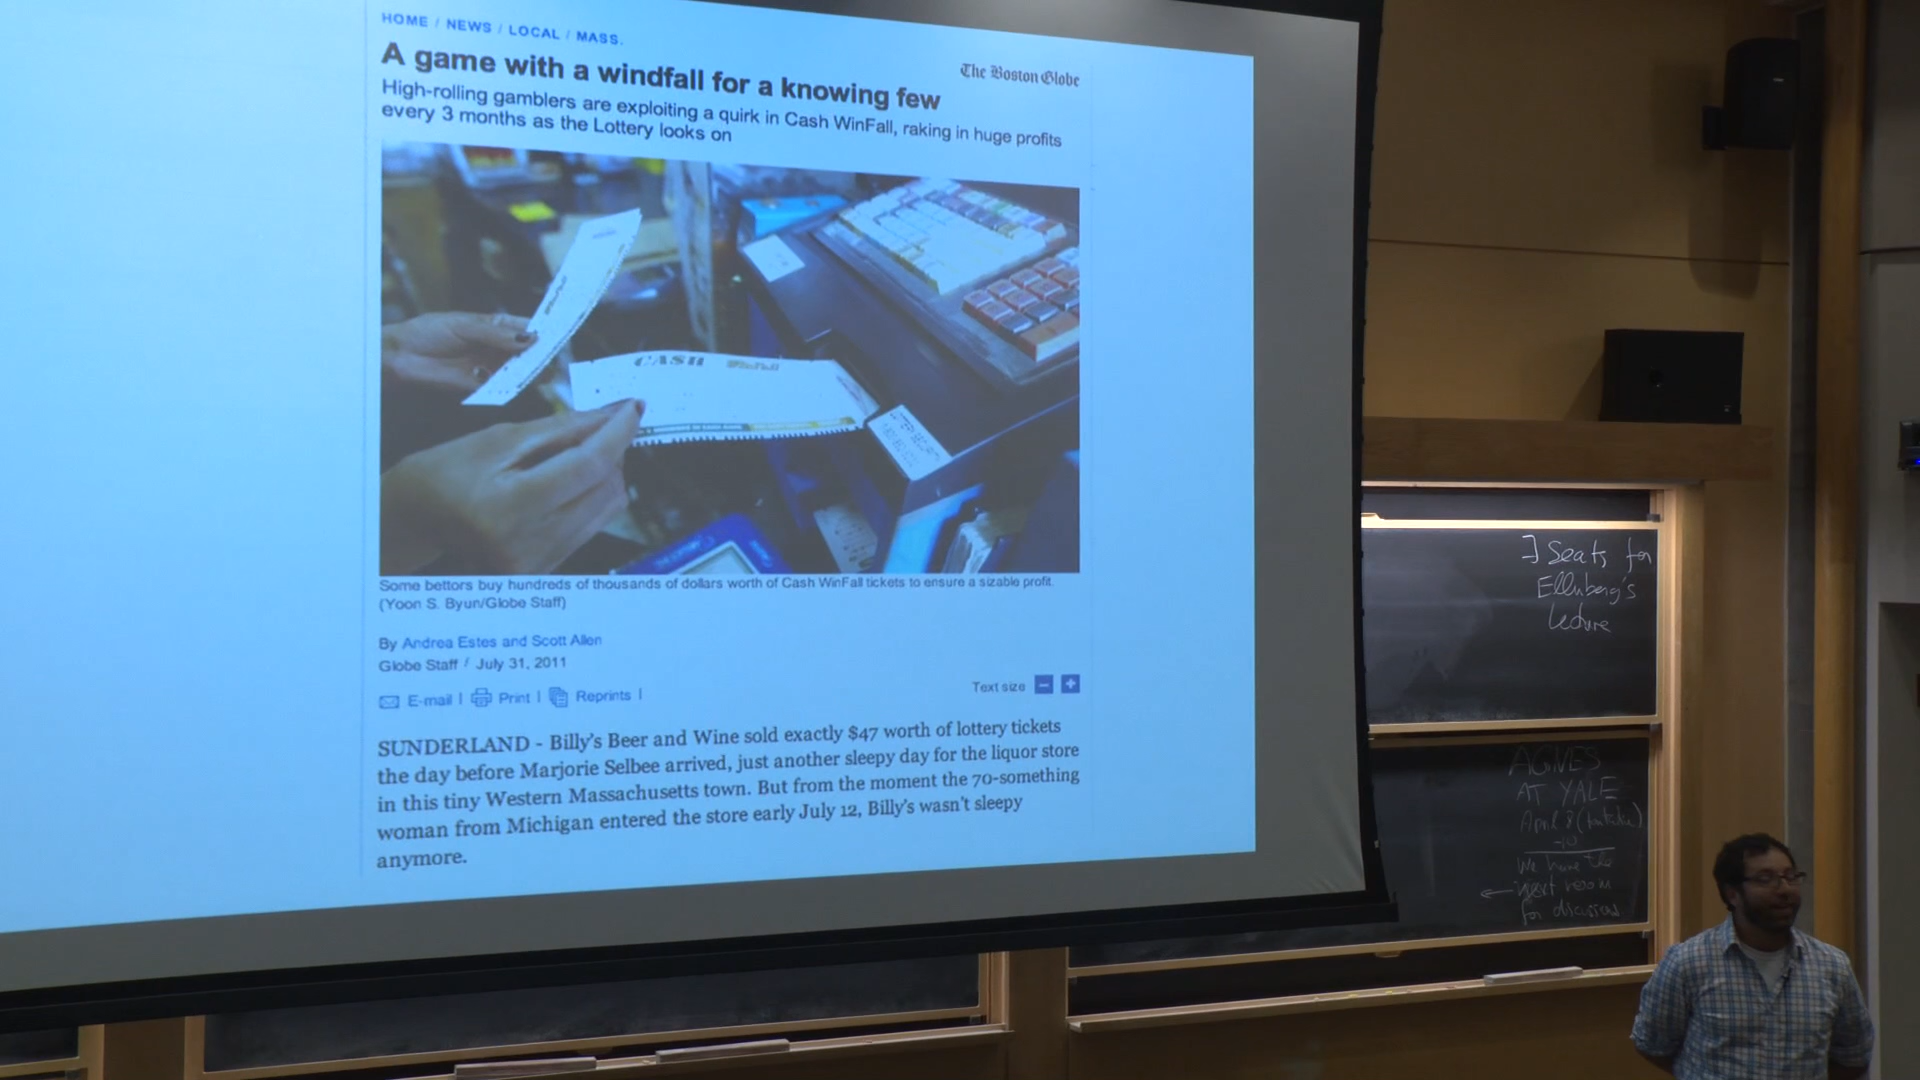 HOME / NEWS / LOCAL / MASS.
A game with a windfall for a knowing few
The Boston Globe
High-rolling gamblers are exploiting a quirk in Cash WinFall, raking in huge profits
every 3 months as the Lottery looks on
CASH WinFall
Some bettors buy hundreds of thousands of dollars worth of Cash WinFall tickets to ensure a sizable profit.
(Yoon S. Byun/Globe Staff)
By Andrea Estes and Scott Allen
Globe Staff / July 31, 2011
E-mail | Print | Reprints |
Text size − +
SUNDERLAND - Billy's Beer and Wine sold exactly $47 worth of lottery tickets
the day before Marjorie Selbee arrived, just another sleepy day for the liquor store
in this tiny Western Massachusetts town. But from the moment the 70-something
woman from Michigan entered the store early July 12, Billy's wasn't sleepy
anymore.
∃ Seats for
Ellenberg's
Lecture
AGNES
AT YALE
April 8 (tentative)
-10
We have the
← next room
for discussions